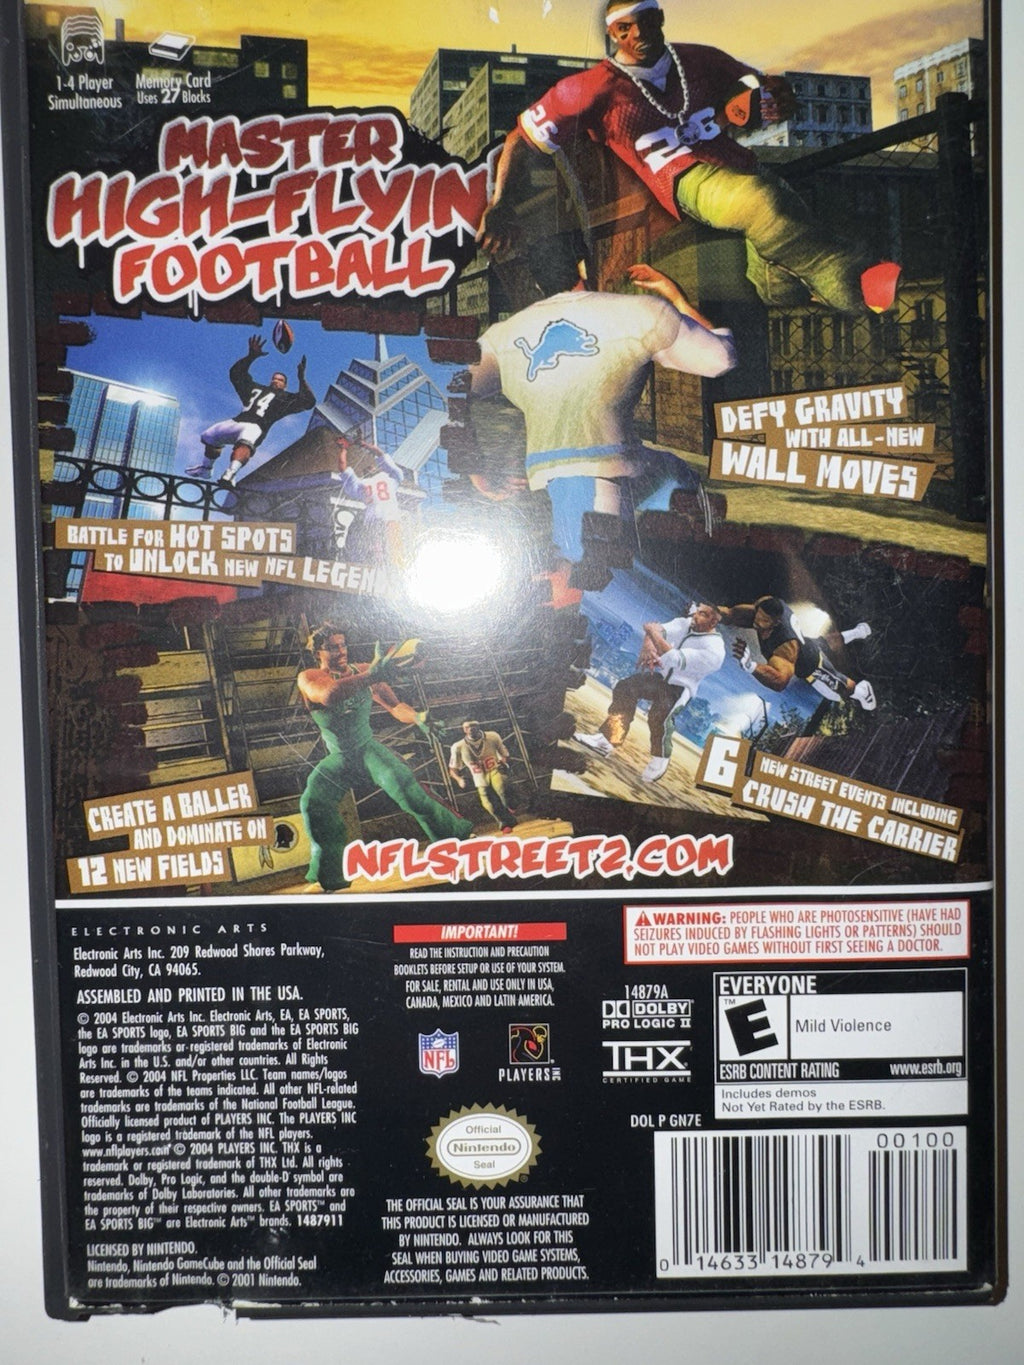 1-4 Player
Simultaneous
Memory Card
Uses 27 Blocks
MASTER
HIGH-FLYIN
FOOTBALL
26
26
DEFY GRAVITY
WITH ALL-NEW
WALL MOVES
34
18
BATTLE FOR HOT SPOTS
TO UNLOCK NEW NFL LEGEN
6 NEW STREET EVENTS INCLUDING
CRUSH THE CARRIER
CREATE A BALLER
AND DOMINATE ON
12 NEW FIELDS
NFLSTREET2.COM
ELECTRONIC ARTS
Electronic Arts Inc. 209 Redwood Shores Parkway,
Redwood City, CA 94065.
ASSEMBLED AND PRINTED IN THE USA.
© 2004 Electronic Arts Inc. Electronic Arts, EA, EA SPORTS,
the EA SPORTS logo, EA SPORTS BIG and the EA SPORTS BIG
logo are trademarks or registered trademarks of Electronic
Arts Inc. in the U.S. and/or other countries. All Rights
Reserved. © 2004 NFL Properties LLC. Team names/logos
are trademarks of the teams indicated. All other NFL-related
trademarks are trademarks of the National Football League.
Officially licensed product of PLAYERS INC. The PLAYERS INC
logo is a registered trademark of the NFL players.
www.nflplayers.com © 2004 PLAYERS INC. THX is a
trademark or registered trademark of THX Ltd. All rights
reserved. Dolby, Pro Logic, and the double-D symbol are
trademarks of Dolby Laboratories. All other trademarks are
the property of their respective owners. EA SPORTS™ and
EA SPORTS BIG™ are Electronic Arts™ brands. 1487911
LICENSED BY NINTENDO.
Nintendo, Nintendo GameCube and the Official Seal
are trademarks of Nintendo. © 2001 Nintendo.
IMPORTANT!
READ THE INSTRUCTION AND PRECAUTION
BOOKLETS BEFORE SETUP OR USE OF YOUR SYSTEM.
FOR SALE, RENTAL AND USE ONLY IN USA,
CANADA, MEXICO AND LATIN AMERICA.
NFL
PLAYERS INC
Official
Nintendo
Seal
®
THE OFFICIAL SEAL IS YOUR ASSURANCE THAT
THIS PRODUCT IS LICENSED OR MANUFACTURED
BY NINTENDO. ALWAYS LOOK FOR THIS
SEAL WHEN BUYING VIDEO GAME SYSTEMS,
ACCESSORIES, GAMES AND RELATED PRODUCTS.
WARNING: PEOPLE WHO ARE PHOTOSENSITIVE (HAVE HAD
SEIZURES INDUCED BY FLASHING LIGHTS OR PATTERNS) SHOULD
NOT PLAY VIDEO GAMES WITHOUT FIRST SEEING A DOCTOR.
14879A
DOLBY
PRO LOGIC II
THX
CERTIFIED GAME
EVERYONE
E™
Mild Violence
ESRB CONTENT RATING www.esrb.org
Includes demos
Not Yet Rated by the ESRB.
DOL P GN7E
00100
0 14633 14879 4